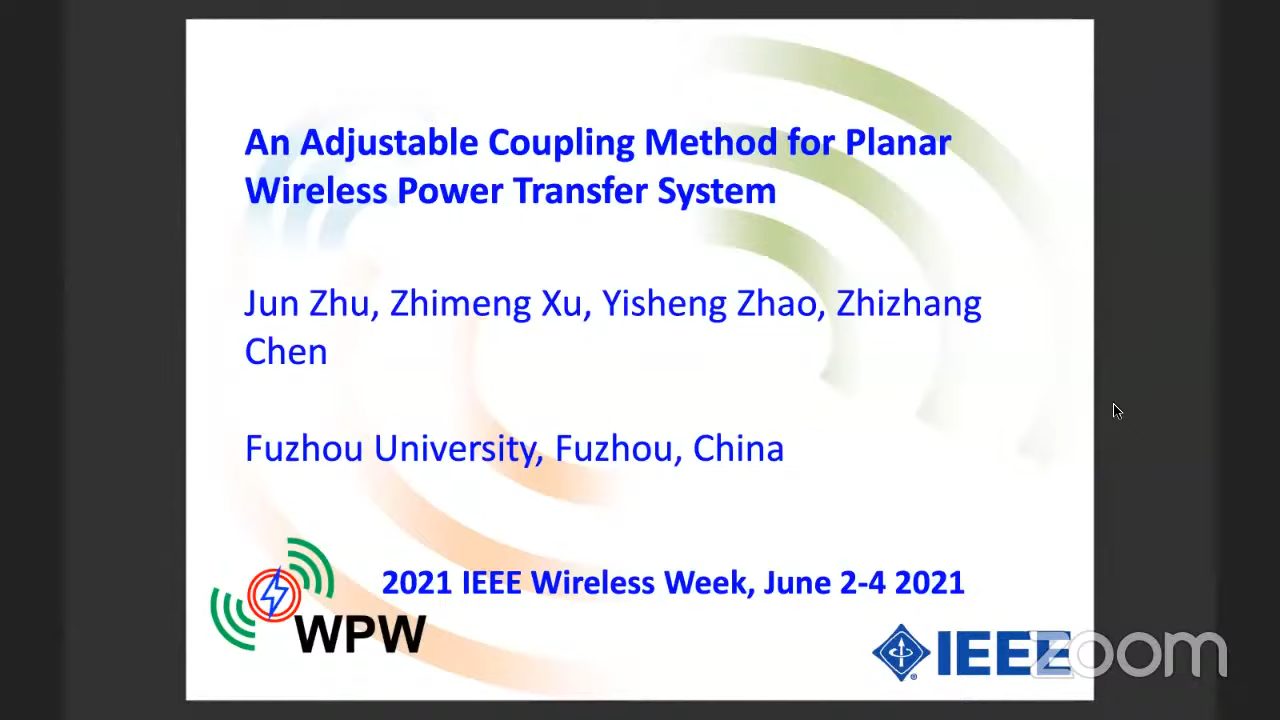 An Adjustable Coupling Method for Planar
Wireless Power Transfer System
Jun Zhu, Zhimeng Xu, Yisheng Zhao, Zhizhang
Chen
Fuzhou University, Fuzhou, China
2021 IEEE Wireless Week, June 2-4 2021
WPW
IEEE
zoom